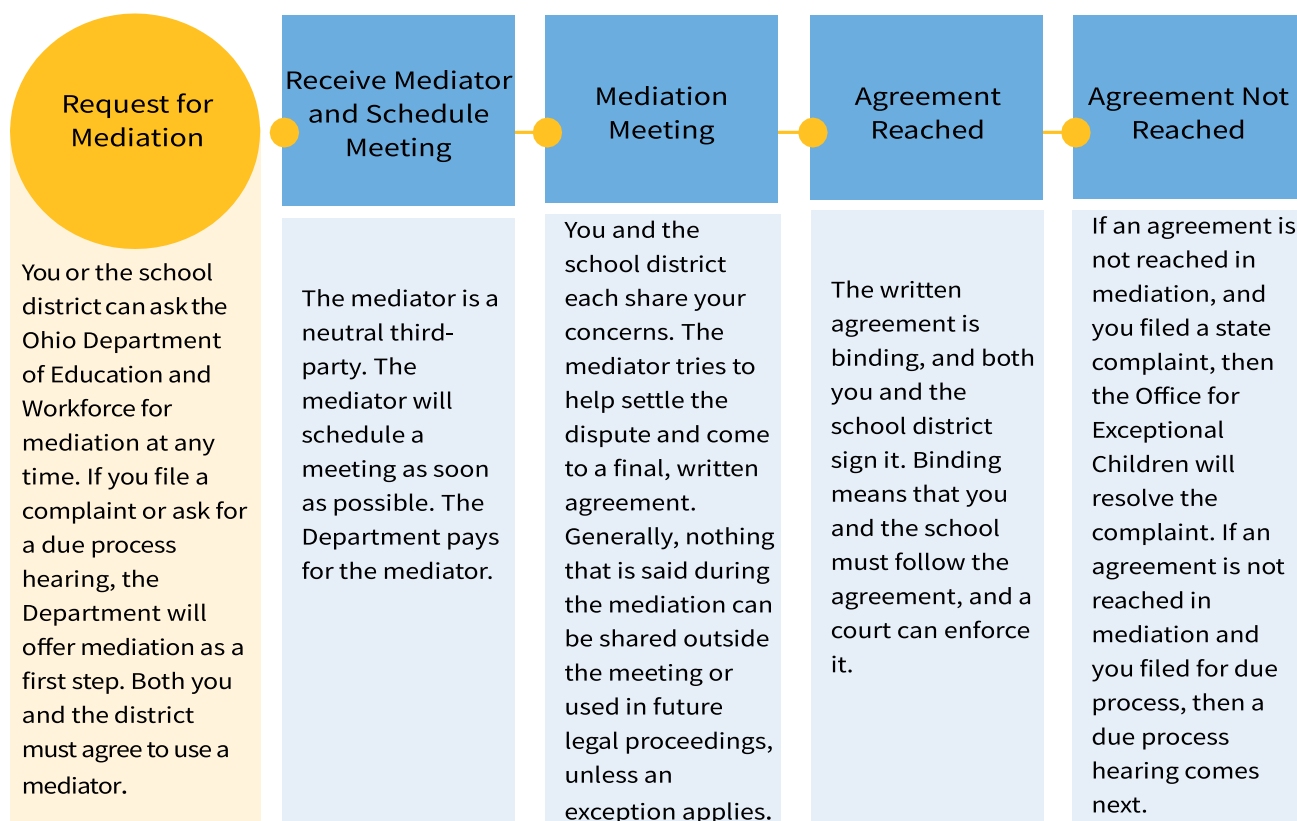 Request for
Mediation
You or the school
district can ask the
Ohio Department
of Education and
Workforce for
mediation at any
time. If you file a
complaint or ask for
a due process
hearing, the
Department will
offer mediation as a
first step. Both you
and the district
must agree to use a
mediator.
Receive Mediator
and Schedule
Meeting
The mediator is a
neutral third-
party. The
mediator will
schedule a
meeting as soon
as possible. The
Department pays
for the mediator.
Mediation
Meeting
You and the
school district
each share your
concerns. The
mediator tries to
help settle the
dispute and come
to a final, written
agreement.
Generally, nothing
that is said during
the mediation can
be shared outside
the meeting or
used in future
legal proceedings,
unless an
exception applies.
Agreement
Reached
The written
agreement is
binding, and both
you and the
school district
sign it. Binding
means that you
and the school
must follow the
agreement, and a
court can enforce
it.
Agreement Not
Reached
If an agreement is
not reached in
mediation, and
you filed a state
complaint, then
the Office for
Exceptional
Children will
resolve the
complaint. If an
agreement is not
reached in
mediation and
you filed for due
process, then a
due process
hearing comes
next.